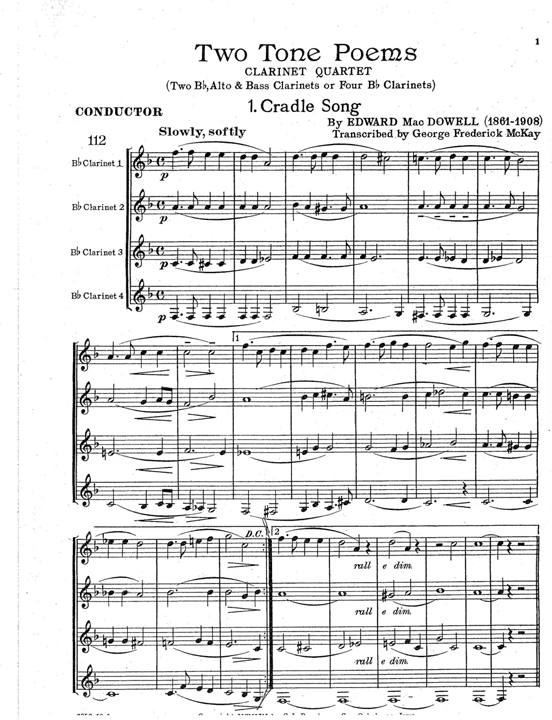 1
Two Tone Poems
CLARINET QUARTET
(Two B♭, Alto & Bass Clarinets or Four B♭ Clarinets)
1. Cradle Song
CONDUCTOR
By EDWARD Mac DOWELL (1861-1908)
Transcribed by George Frederick McKay
112
Slowly, softly
B♭ Clarinet 1
p
B♭ Clarinet 2
p
B♭ Clarinet 3
p
B♭ Clarinet 4
p
1
D.C.
2
rall e dim.
rall e dim.
rall e dim.
rall e dim.